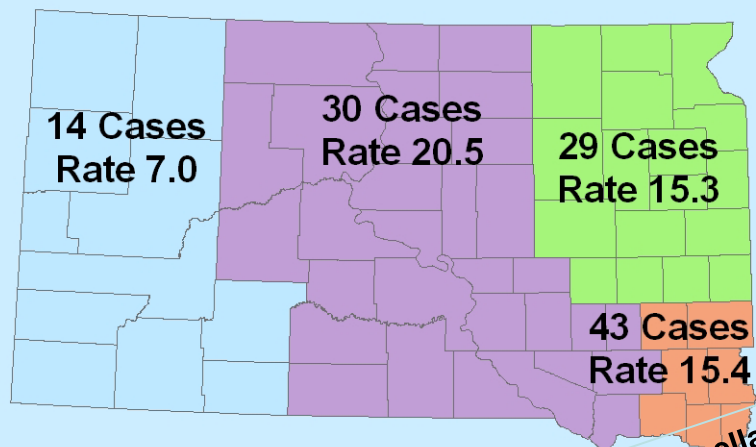 14 Cases
Rate 7.0
30 Cases
Rate 20.5
29 Cases
Rate 15.3
43 Cases
Rate 15.4